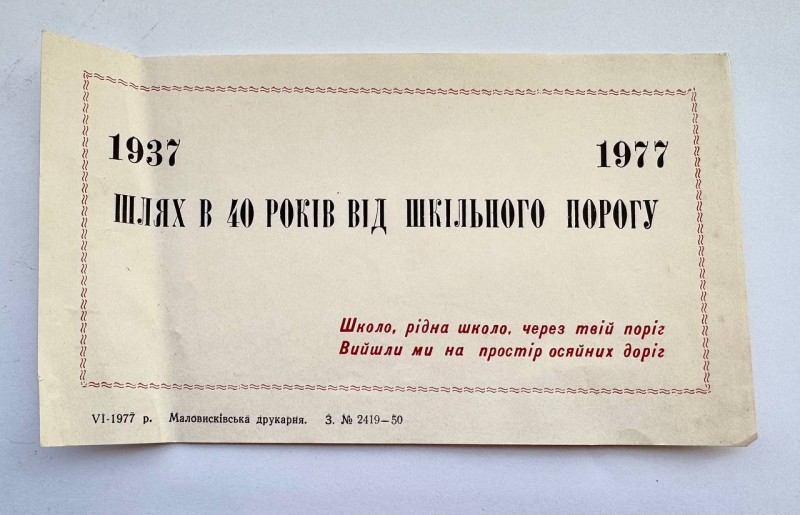 1937 1977
ШЛЯХ В 40 РОКІВ ВІД ШКІЛЬНОГО ПОРОГУ
Школо, рідна школо, через твій поріг
Вийшли ми на простір осяйних доріг
VI-1977 р. Маловисківська друкарня. З. № 2419—50